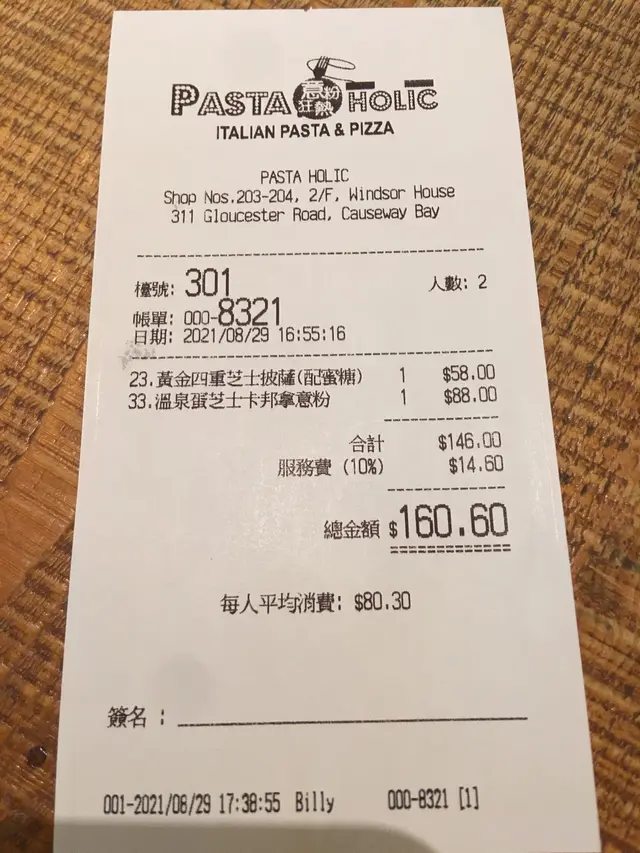 PASTA 意粉狂熱 HOLIC
ITALIAN PASTA & PIZZA
PASTA HOLIC
Shop Nos.203-204, 2/F, Windsor House
311 Gloucester Road, Causeway Bay
檯號: 301 人數: 2
帳單: 000-8321
日期: 2021/08/29 16:55:16
23.黃金四重芝士披薩(配蜜糖) 1 $58.00
33.溫泉蛋芝士卡邦拿意粉 1 $88.00
合計 $146.00
服務費 (10%) $14.60
總金額 $160.60
每人平均消費: $80.30
簽名 :
001-2021/08/29 17:38:55 Billy 000-8321 [1]